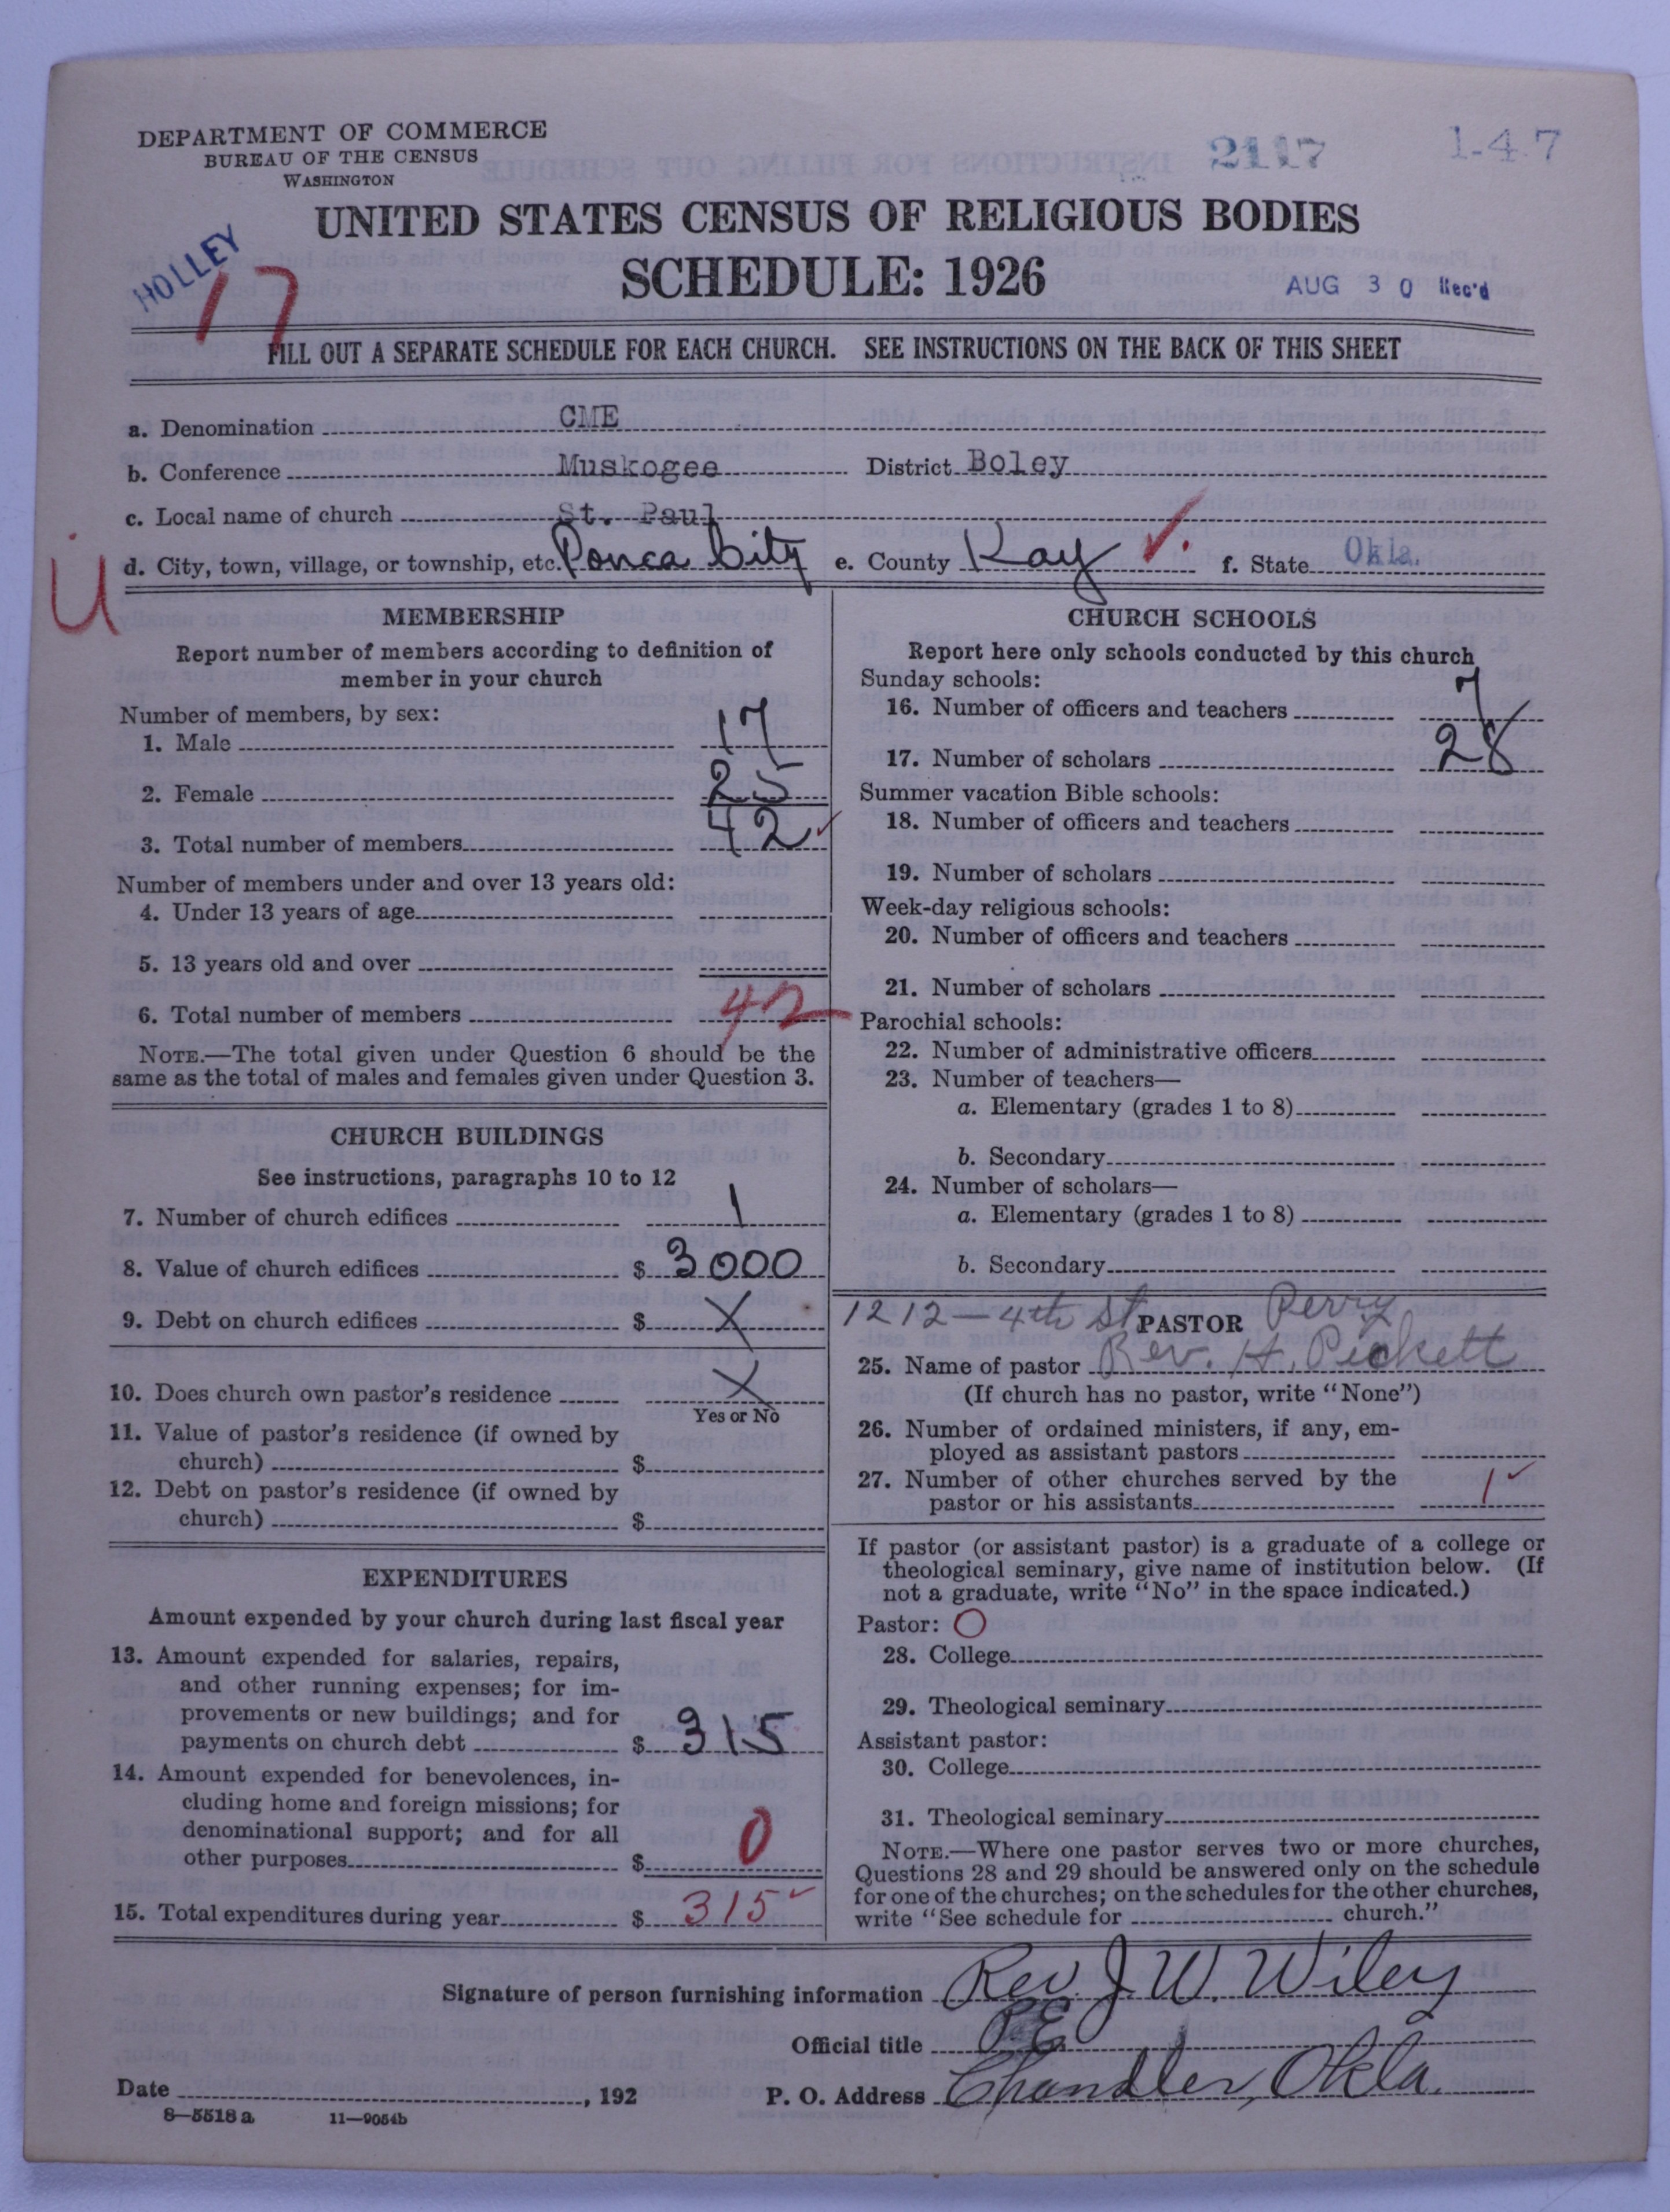 DEPARTMENT OF COMMERCE
BUREAU OF THE CENSUS
WASHINGTON
2117
1-4.7
UNITED STATES CENSUS OF RELIGIOUS BODIES
SCHEDULE: 1926
HOLLEY
17
AUG 30 Rec'd
FILL OUT A SEPARATE SCHEDULE FOR EACH CHURCH. SEE INSTRUCTIONS ON THE BACK OF THIS SHEET
a. Denomination CME
b. Conference Muskogee District Boley
c. Local name of church St. Paul
d. City, town, village, or township, etc. Ponca City e. County Kay f. State Okla.
U
MEMBERSHIP
Report number of members according to definition of
member in your church
Number of members, by sex:
1. Male 17
2. Female 25
3. Total number of members 42
Number of members under and over 13 years old:
4. Under 13 years of age
5. 13 years old and over
6. Total number of members 42
NOTE.—The total given under Question 6 should be the
same as the total of males and females given under Question 3.
CHURCH BUILDINGS
See instructions, paragraphs 10 to 12
7. Number of church edifices 1
8. Value of church edifices $ 3000
9. Debt on church edifices $ X
10. Does church own pastor's residence X
Yes or No
11. Value of pastor's residence (if owned by
church) $
12. Debt on pastor's residence (if owned by
church) $
EXPENDITURES
Amount expended by your church during last fiscal year
13. Amount expended for salaries, repairs,
and other running expenses; for im-
provements or new buildings; and for
payments on church debt $ 315
14. Amount expended for benevolences, in-
cluding home and foreign missions; for
denominational support; and for all
other purposes $ 0
15. Total expenditures during year $ 315
CHURCH SCHOOLS
Report here only schools conducted by this church
Sunday schools:
16. Number of officers and teachers 7
17. Number of scholars 28
Summer vacation Bible schools:
18. Number of officers and teachers
19. Number of scholars
Week-day religious schools:
20. Number of officers and teachers
21. Number of scholars
Parochial schools:
22. Number of administrative officers
23. Number of teachers—
a. Elementary (grades 1 to 8)
b. Secondary
24. Number of scholars—
a. Elementary (grades 1 to 8)
b. Secondary
1212-4th St PASTOR Perry
25. Name of pastor Rev. H. Pickett
(If church has no pastor, write "None")
26. Number of ordained ministers, if any, em-
ployed as assistant pastors
27. Number of other churches served by the
pastor or his assistants 1
If pastor (or assistant pastor) is a graduate of a college or
theological seminary, give name of institution below. (If
not a graduate, write "No" in the space indicated.)
Pastor: O
28. College
29. Theological seminary
Assistant pastor:
30. College
31. Theological seminary
NOTE.—Where one pastor serves two or more churches,
Questions 28 and 29 should be answered only on the schedule
for one of the churches; on the schedules for the other churches,
write "See schedule for church."
Signature of person furnishing information Rev. J. W. Wiley
Official title PE
Date , 192 P. O. Address Chandler, Okla.
8—5518 a 11—9054b